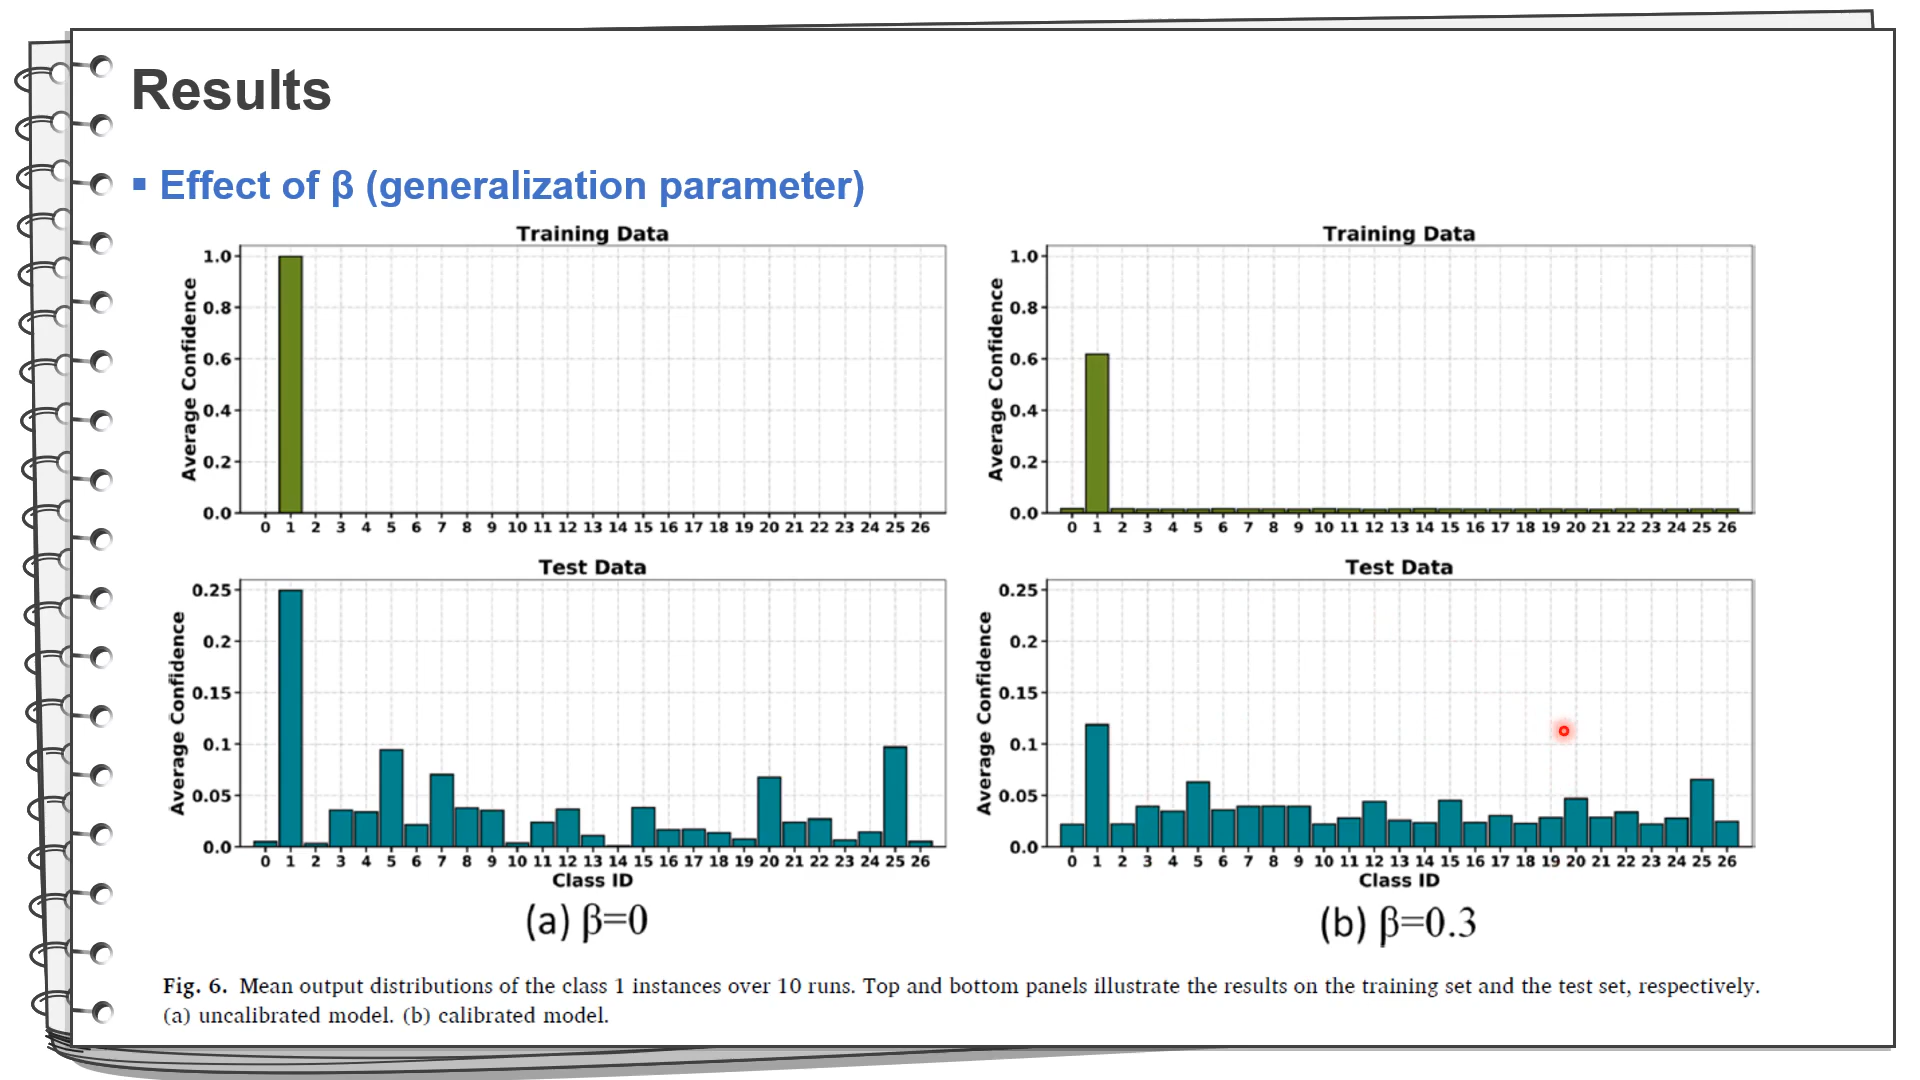 Results
▪ Effect of β (generalization parameter)
Training Data
Average Confidence
1.0
0.8
0.6
0.4
0.2
0.0
0 1 2 3 4 5 6 7 8 9 10 11 12 13 14 15 16 17 18 19 20 21 22 23 24 25 26
Test Data
Average Confidence
0.25
0.2
0.15
0.1
0.05
0.0
0 1 2 3 4 5 6 7 8 9 10 11 12 13 14 15 16 17 18 19 20 21 22 23 24 25 26
Class ID
(a) β=0
Training Data
Average Confidence
1.0
0.8
0.6
0.4
0.2
0.0
0 1 2 3 4 5 6 7 8 9 10 11 12 13 14 15 16 17 18 19 20 21 22 23 24 25 26
Test Data
Average Confidence
0.25
0.2
0.15
0.1
0.05
0.0
0 1 2 3 4 5 6 7 8 9 10 11 12 13 14 15 16 17 18 19 20 21 22 23 24 25 26
Class ID
(b) β=0.3
Fig. 6. Mean output distributions of the class 1 instances over 10 runs. Top and bottom panels illustrate the results on the training set and the test set, respectively.
(a) uncalibrated model. (b) calibrated model.